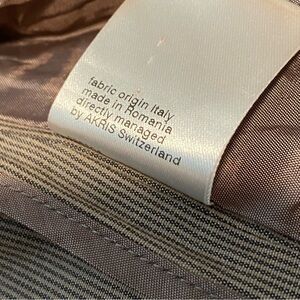 fabric origin Italy
made in Romania
directly managed
by AKRIS Switzerland